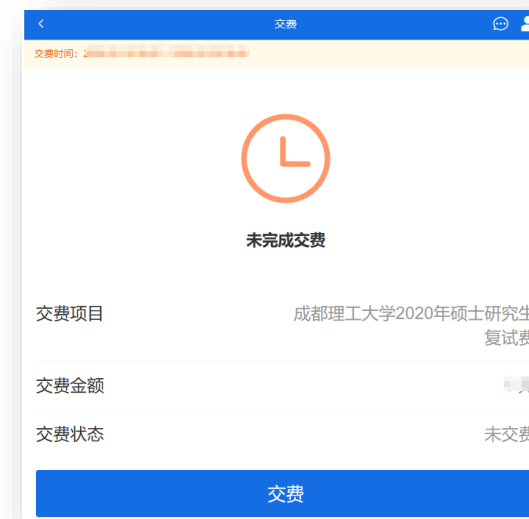 交费
交费时间：
未完成交费
交费项目
成都理工大学2020年硕士研究生
复试费
交费金额
交费状态
未交费
交费